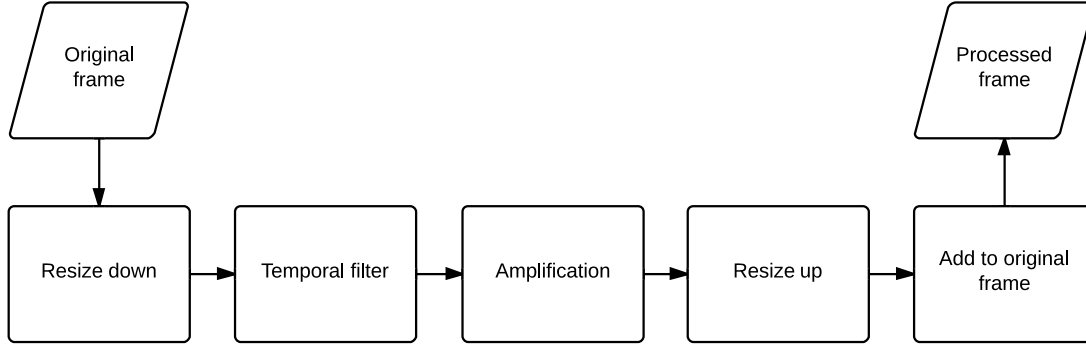 Original
frame
Processed
frame
Resize down
Temporal filter
Amplification
Resize up
Add to original
frame